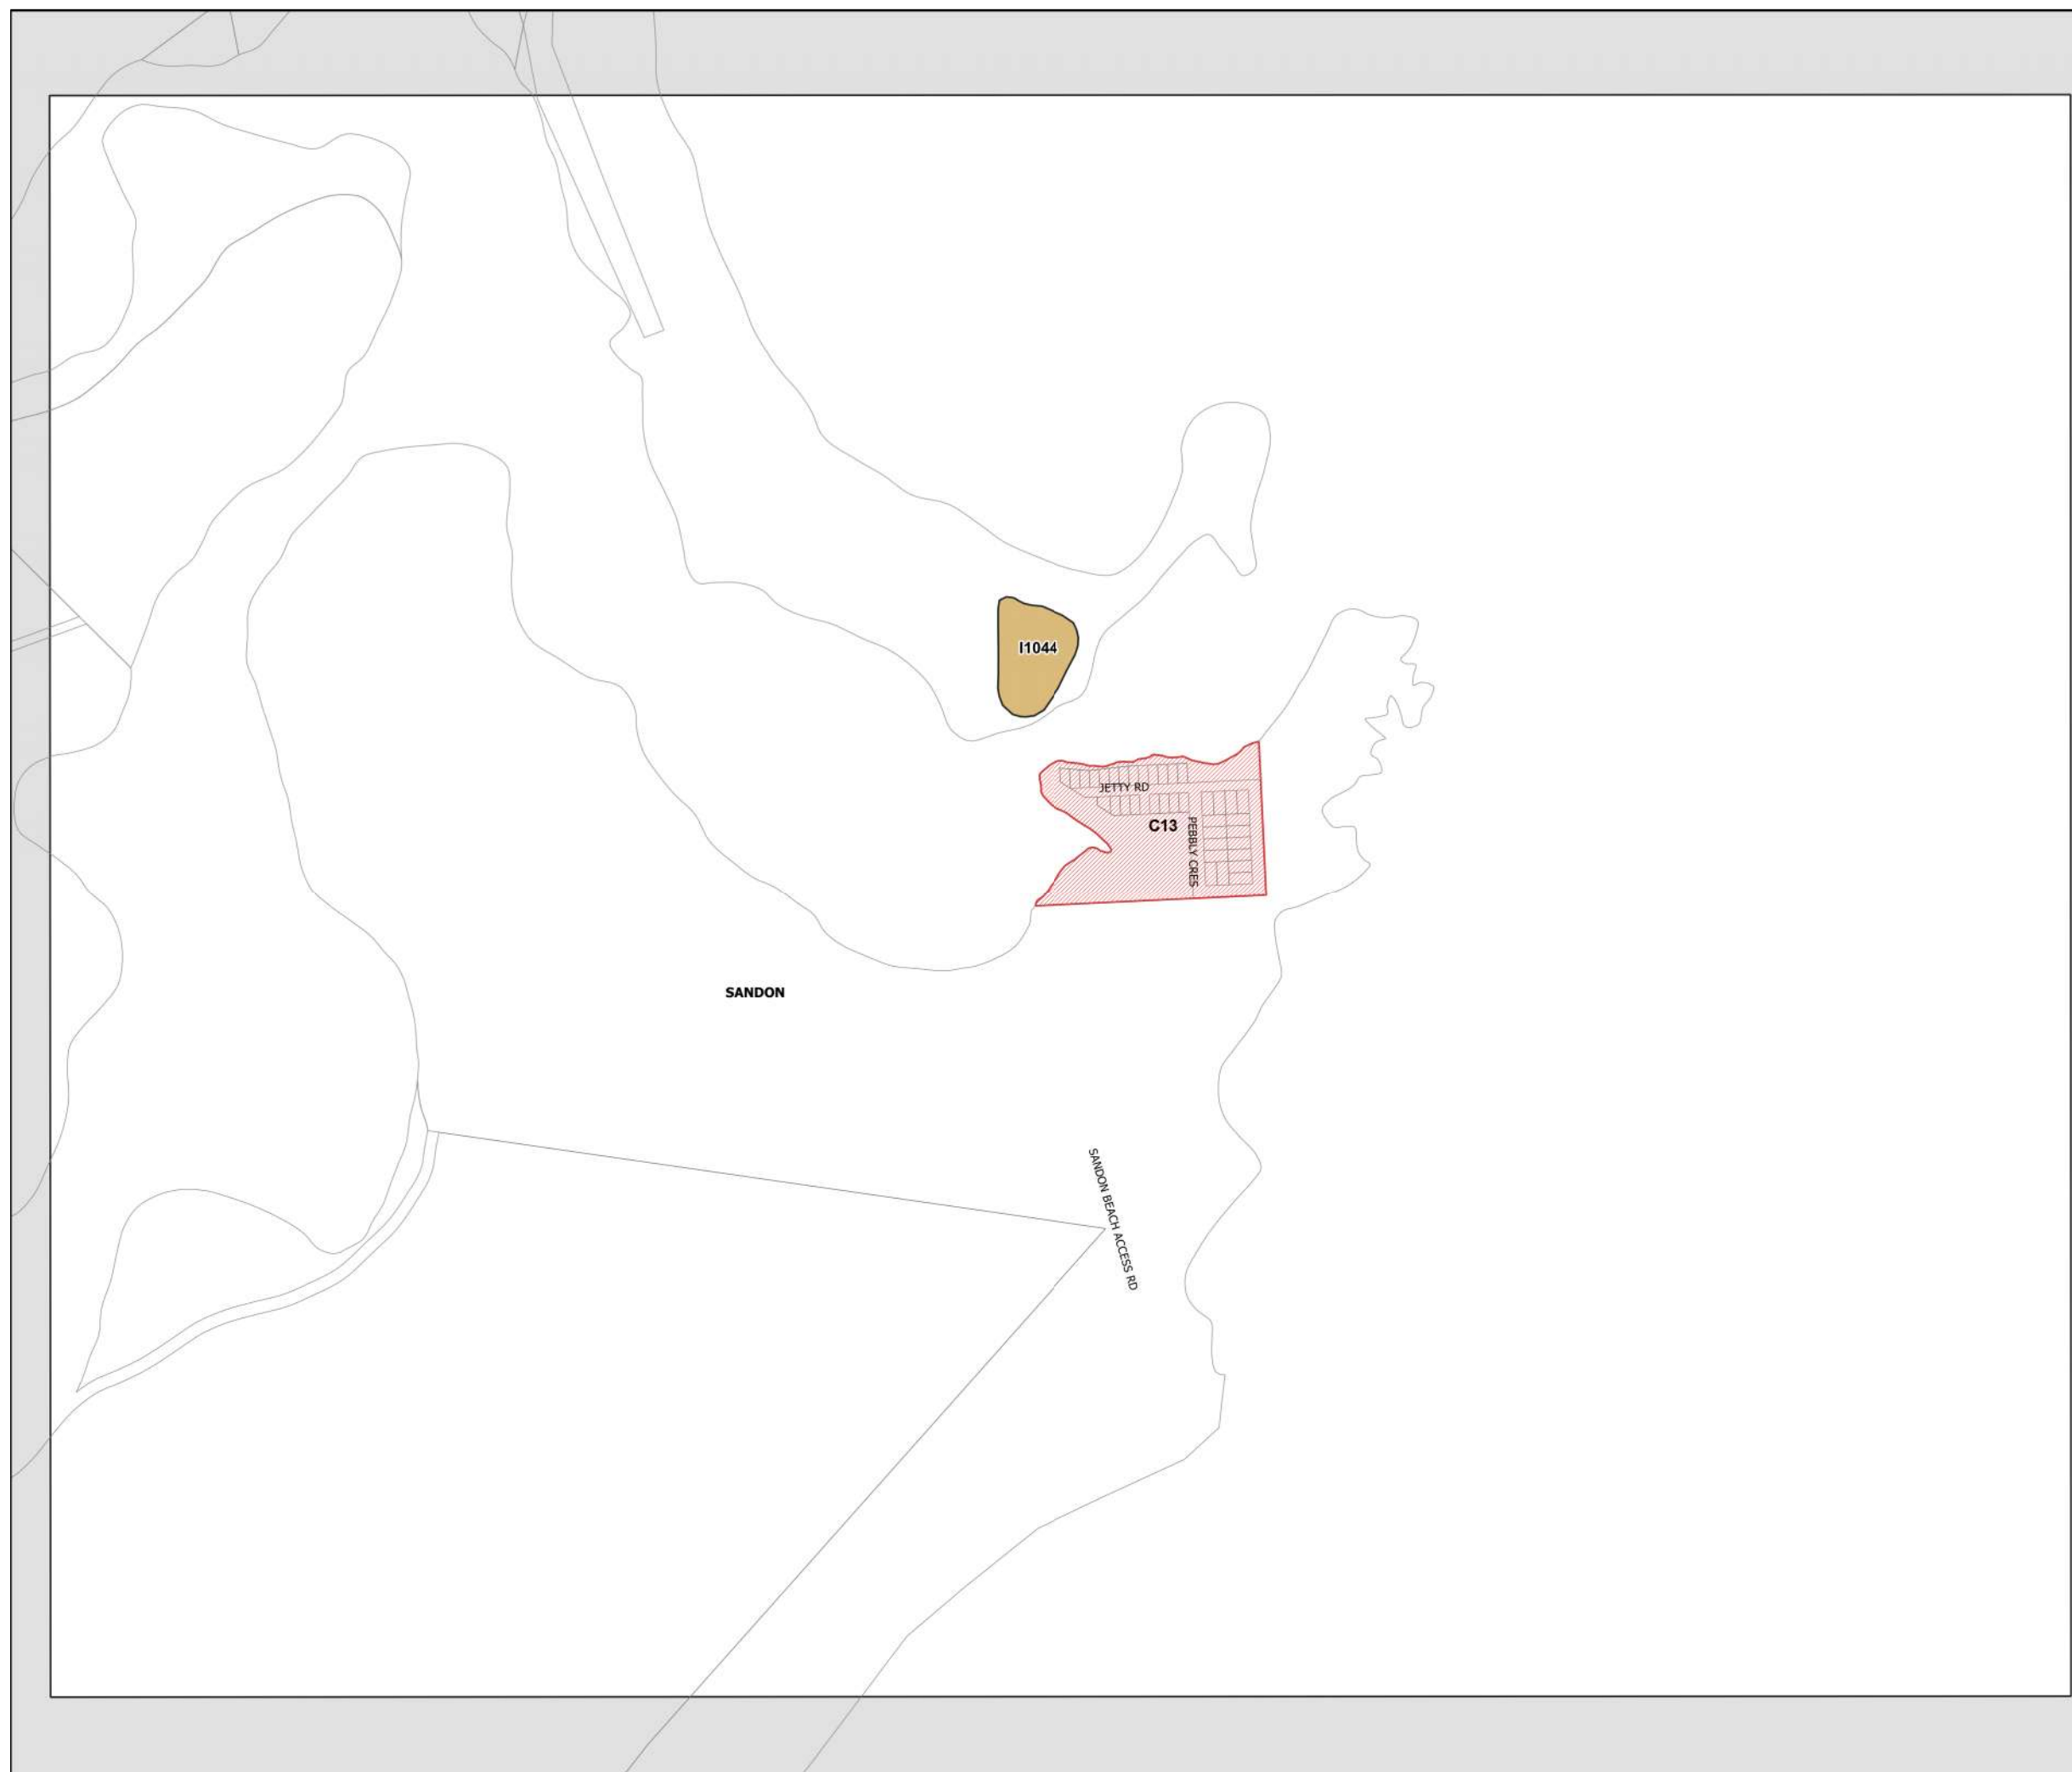 I1044
JETTY RD
C13
PEBBLY CRES
SANDON
SANDON BEACH ACCESS RD